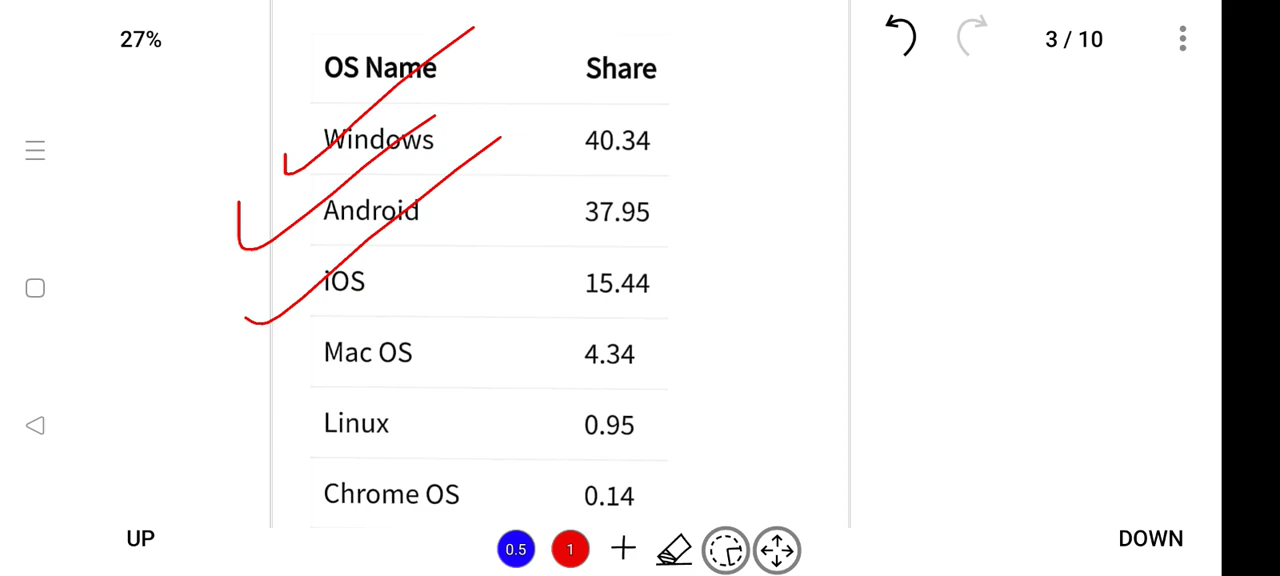 27%
3 / 10
OS Name Share
Windows 40.34
Android 37.95
iOS 15.44
Mac OS 4.34
Linux 0.95
Chrome OS 0.14
UP 0.5 1 DOWN